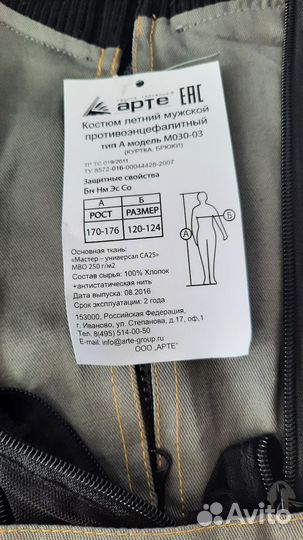 арте EAC
Костюм летний мужской
противоэнцефалитный
тип А модель М030-03
(КУРТКА, БРЮКИ)
ТР ТС 019/2011
ТУ 8572-016-00044428-2007
Защитные свойства
Бн Нм Эс Со
А Б
РОСТ РАЗМЕР
170-176 120-124
А Б
Основная ткань:
«Мастер – универсал СА25»
МВО 250 г/м2
Состав сырья: 100% Хлопок
+антистатическая нить
Дата выпуска: 08.2016
Срок эксплуатации: 2 года
153000, Российская Федерация,
г. Иваново, ул. Степанова, д.17, оф.1
Тел. 8(495) 514-00-50
E-mail: info@arte-group.ru
ООО „АРТЕ"
Avito